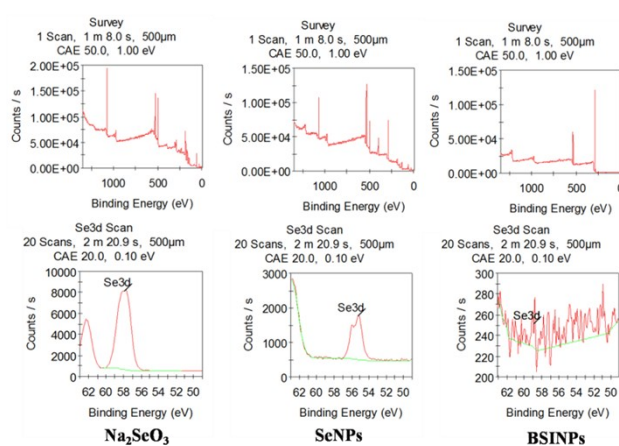 Survey
1 Scan, 1 m 8.0 s, 500μm
CAE 50.0, 1.00 eV
Counts / s
2.00E+05
1.50E+05
1.00E+05
5.00E+04
0.00E+00
1000 500 0
Binding Energy (eV)
Survey
1 Scan, 1 m 8.0 s, 500μm
CAE 50.0, 1.00 eV
Counts / s
1.50E+05
1.00E+05
5.00E+04
0.00E+00
1000 500 0
Binding Energy (eV)
Survey
1 Scan, 1 m 8.0 s, 500μm
CAE 50.0, 1.00 eV
Counts / s
1.50E+05
1.00E+05
5.00E+04
0.00E+00
1000 500 0
Binding Energy (eV)
Se3d Scan
20 Scans, 2 m 20.9 s, 500μm
CAE 20.0, 0.10 eV
Counts / s
10000
8000
6000
4000
2000
0
Se3d
62 60 58 56 54 52 50
Binding Energy (eV)
Na₂SeO₃
Se3d Scan
20 Scans, 2 m 20.9 s, 500μm
CAE 20.0, 0.10 eV
Counts / s
3000
2000
1000
0
Se3d
62 60 58 56 54 52 50
Binding Energy (eV)
SeNPs
Se3d Scan
20 Scans, 2 m 20.9 s, 500μm
CAE 20.0, 0.10 eV
Counts / s
300
280
260
240
220
200
Se3d
62 60 58 56 54 52 50
Binding Energy (eV)
BSINPs